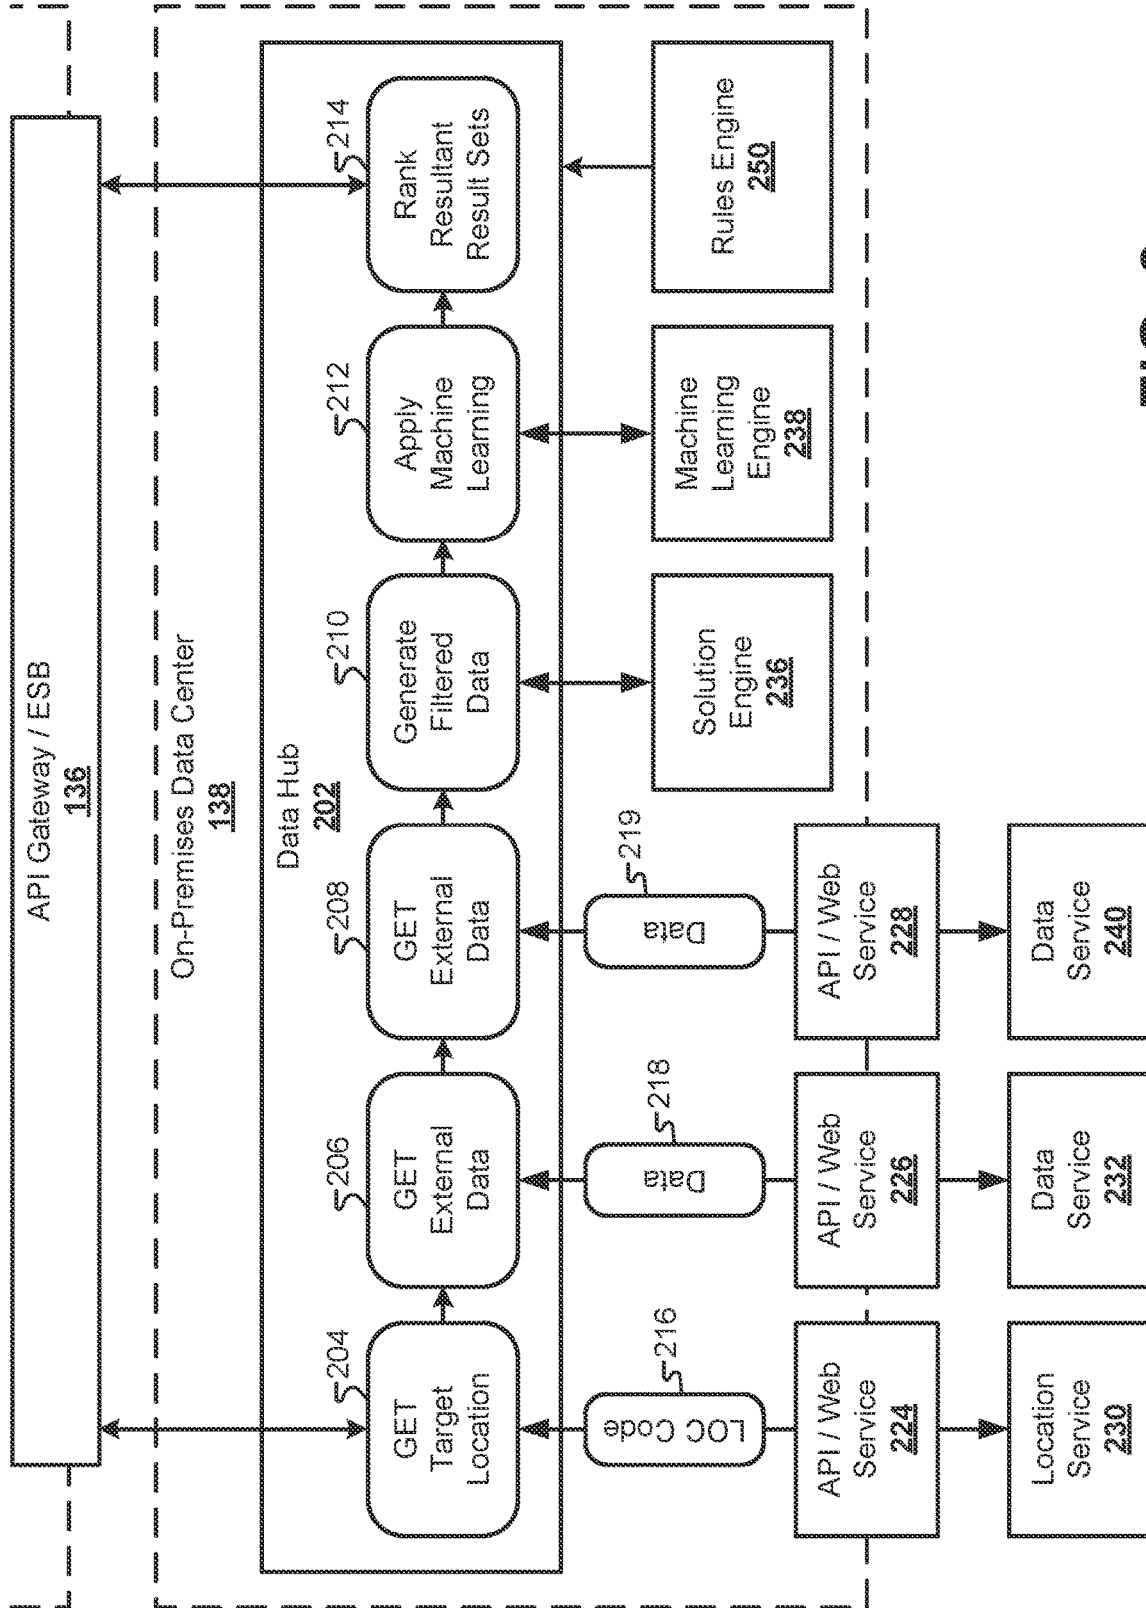 API Gateway / ESB
136
On-Premises Data Center
138
Data Hub
202
204
GET
Target
Location
206
GET
External
Data
208
GET
External
Data
210
Generate
Filtered
Data
212
Apply
Machine
Learning
214
Rank
Resultant
Result Sets
LOC Code
216
Data
218
Data
219
Solution
Engine
236
Machine
Learning
Engine
238
Rules Engine
250
API / Web
Service
224
API / Web
Service
226
API / Web
Service
228
Location
Service
230
Data
Service
232
Data
Service
240